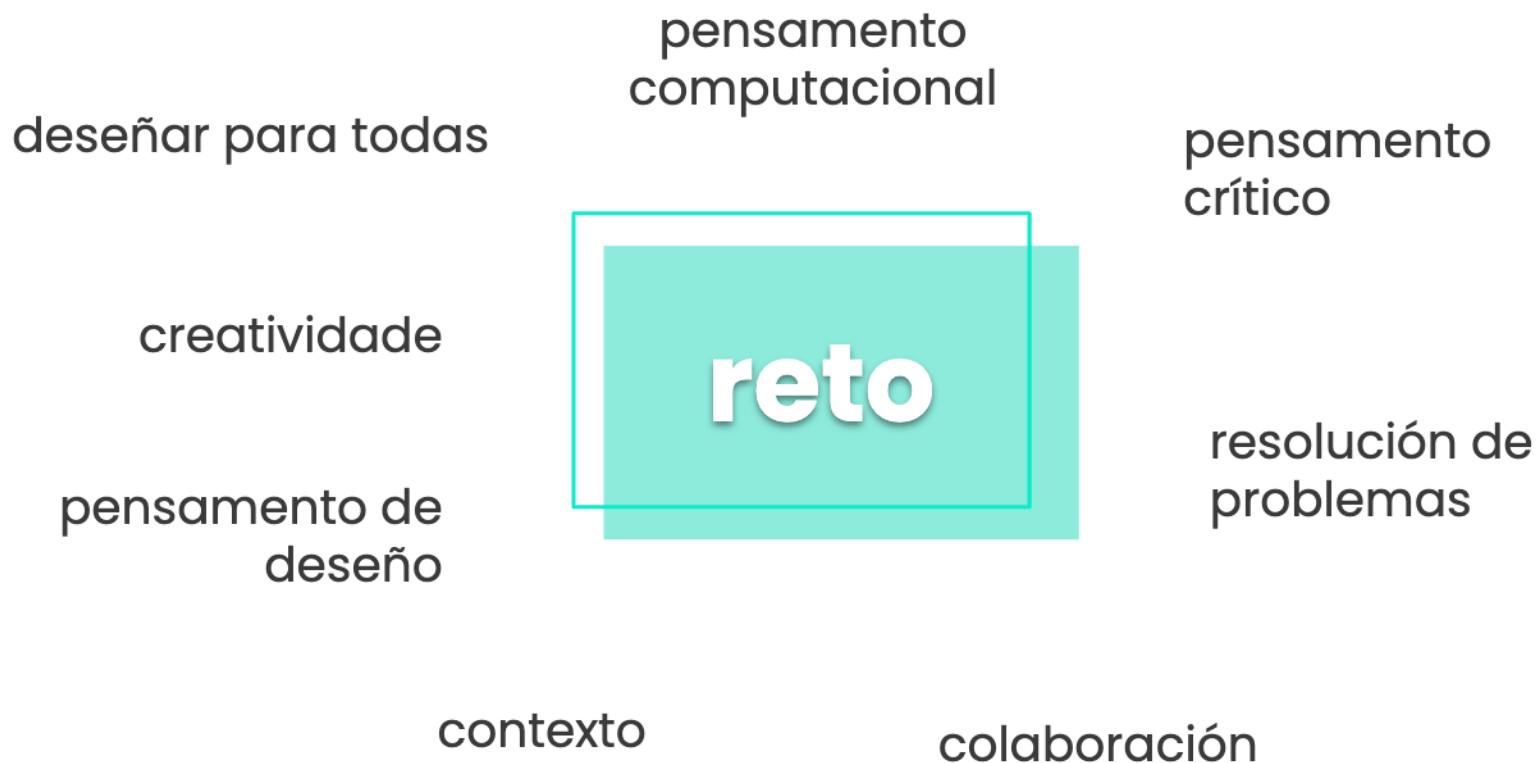 pensamento
computacional
deseñar para todas
pensamento
crítico
creatividade
reto
resolución de
problemas
pensamento de
deseño
contexto
colaboración